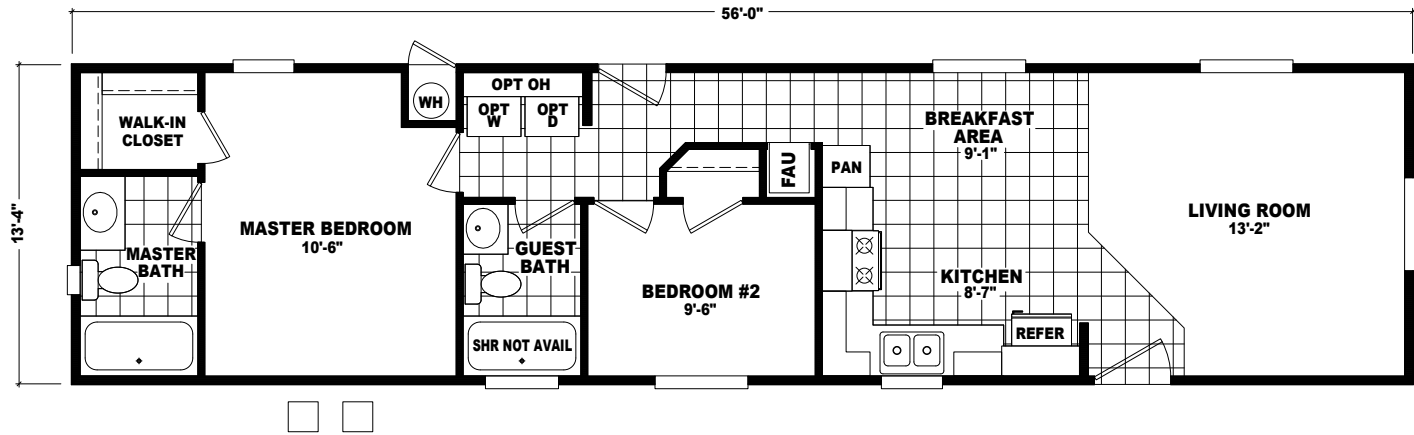 56'-0"
13'-4"
WALK-IN
CLOSET
MASTER BEDROOM
10'-6"
MASTER
BATH
WH
OPT OH
OPT
W
OPT
D
GUEST
BATH
SHR NOT AVAIL
BEDROOM #2
9'-6"
FAU
PAN
BREAKFAST
AREA
9'-1"
KITCHEN
8'-7"
REFER
LIVING ROOM
13'-2"